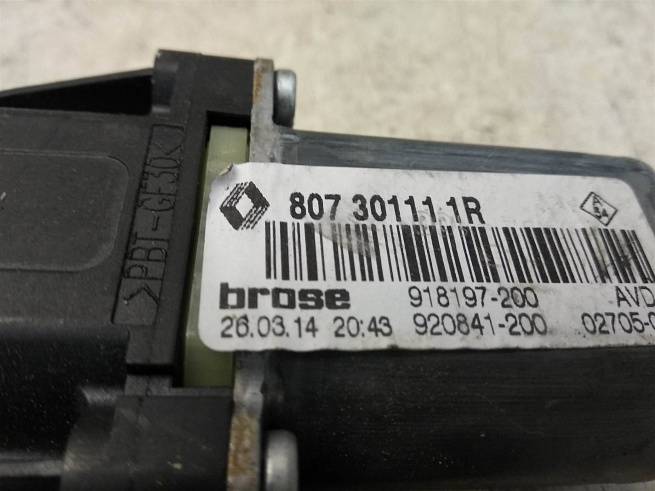 807 30111 1R
brose
918197-200
AVD
26.03.14 20:43
920841-200
02705-0
>PBT-GF30<